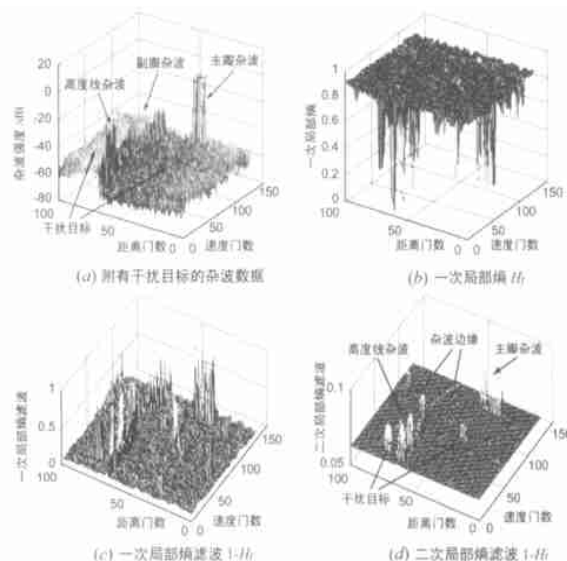 副瓣杂波
主瓣杂波
高度线杂波
20
0
-20
-40
-60
-80
杂波强度 /dB
干扰目标
100
50
0
距离门数
0
50
100
150
速度门数
(a) 附有干扰目标的杂波数据
1
0.8
0.6
0.4
0.2
0
一次局部熵
100
50
0
距离门数
0
50
100
150
速度门数
(b) 一次局部熵 Hf
1
0.5
0
一次局部熵滤波
100
50
0
距离门数
0
50
100
150
速度门数
(c) 一次局部熵滤波 1-Hf
杂波边缘
高度线杂波
主瓣杂波
0.1
0.05
二次局部熵滤波
干扰目标
100
50
0
距离门数
0
50
100
150
速度门数
(d) 二次局部熵滤波 1-Hf